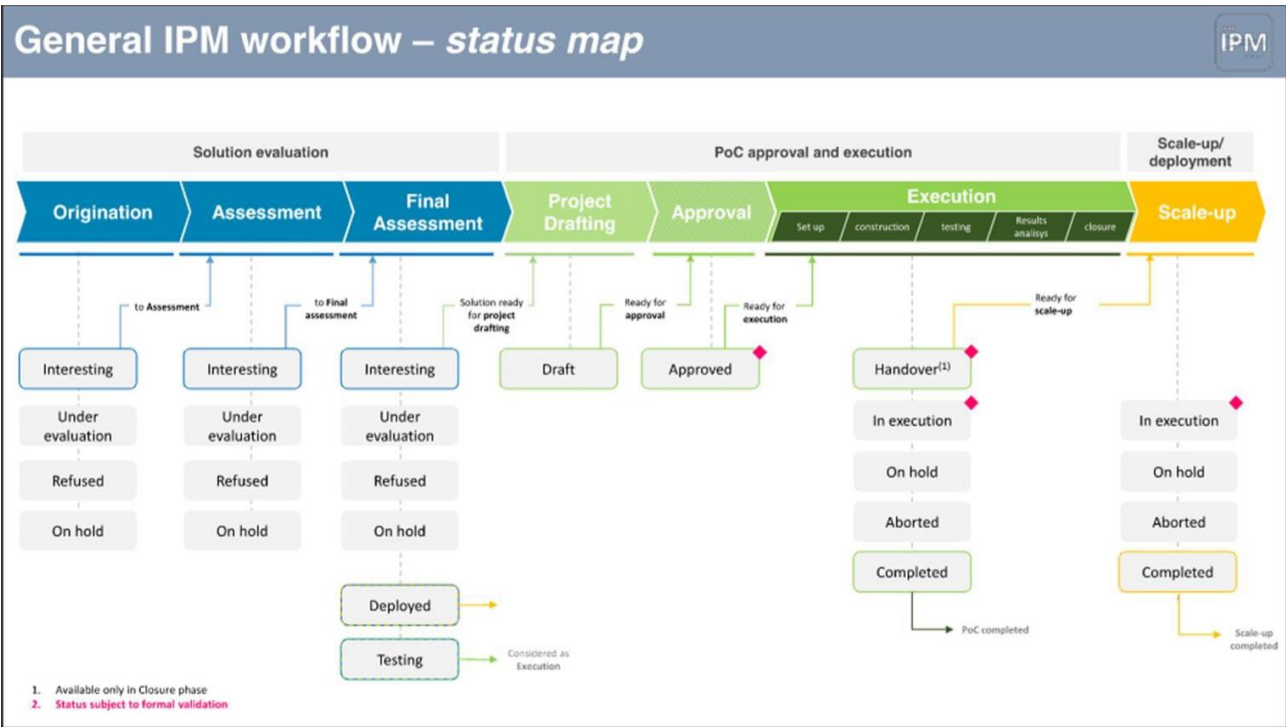 General IPM workflow – status map
IPM
Solution evaluation
PoC approval and execution
Scale-up/
deployment
Origination
Assessment
Final
Assessment
Project
Drafting
Approval
Execution
Set up
construction
testing
Results
analisys
closure
Scale-up
to Assessment
to Final
assessment
Solution ready
for project
drafting
Ready for
approval
Ready for
execution
Ready for
scale-up
Interesting
Interesting
Interesting
Draft
Approved
Handover(1)
Under
evaluation
Under
evaluation
Under
evaluation
In execution
In execution
Refused
Refused
Refused
On hold
On hold
On hold
On hold
On hold
Aborted
Aborted
Completed
Completed
Deployed
Testing
Considered as
Execution
PoC completed
Scale-up
completed
1. Available only in Closure phase
2. Status subject to formal validation